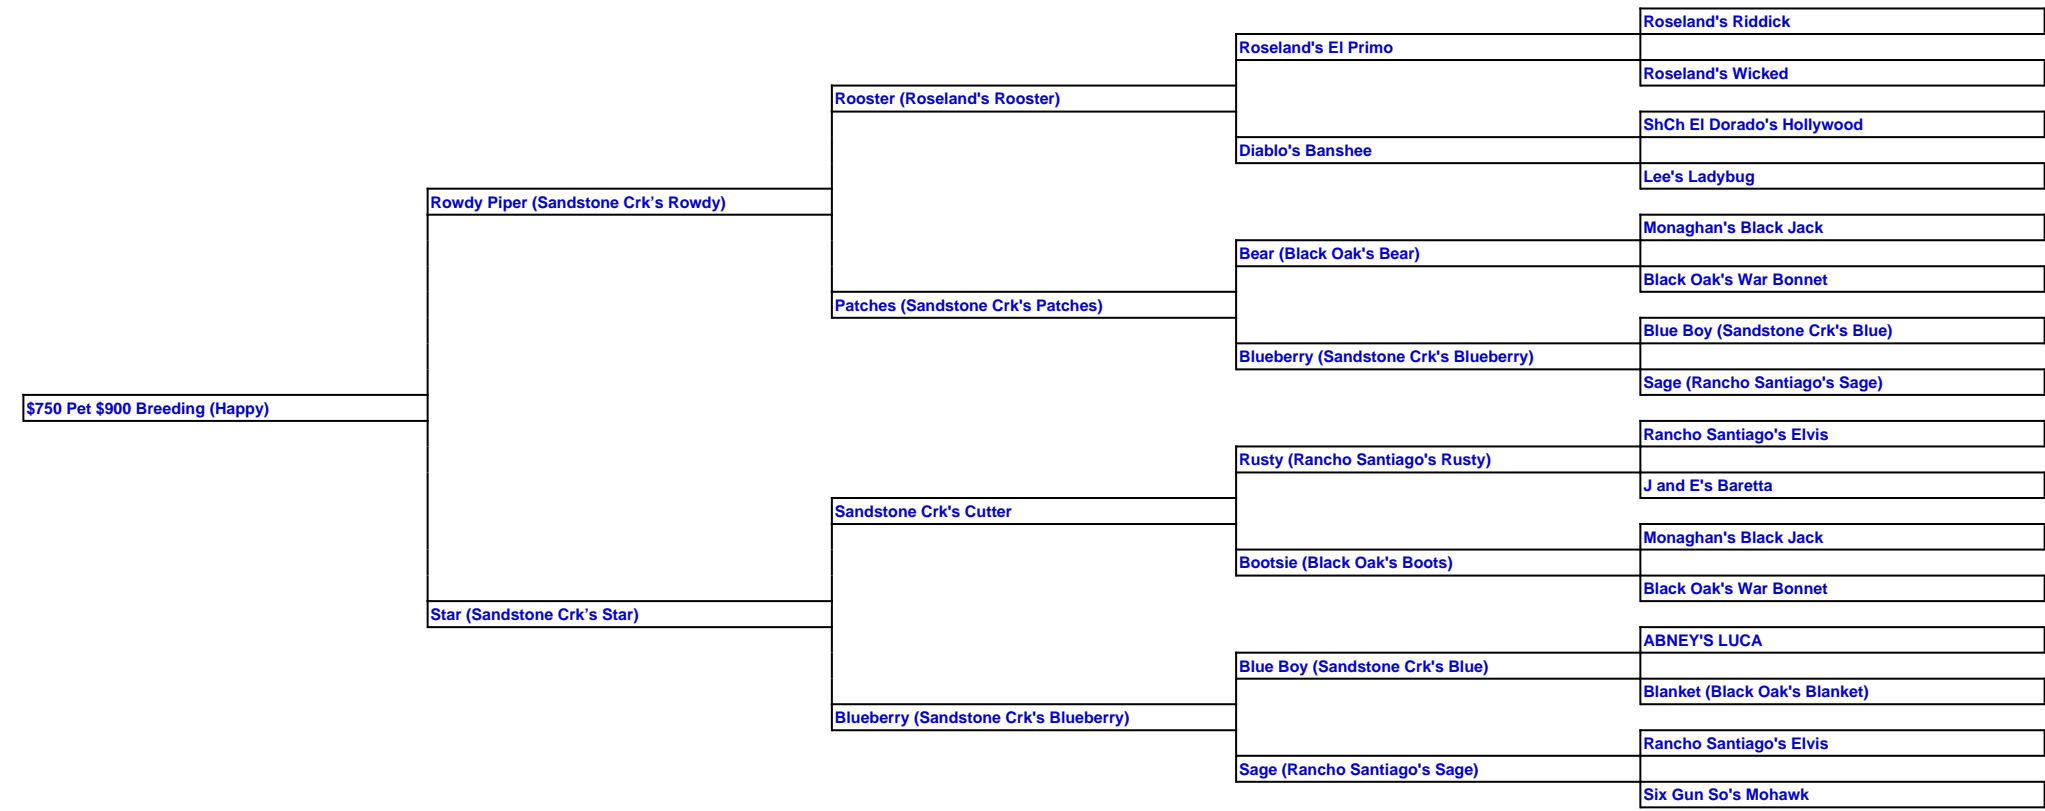 Roseland's Riddick
Roseland's El Primo
Roseland's Wicked
Rooster (Roseland's Rooster)
ShCh El Dorado's Hollywood
Diablo's Banshee
Lee's Ladybug
Rowdy Piper (Sandstone Crk’s Rowdy)
Monaghan's Black Jack
Bear (Black Oak's Bear)
Black Oak's War Bonnet
Patches (Sandstone Crk's Patches)
Blue Boy (Sandstone Crk's Blue)
Blueberry (Sandstone Crk's Blueberry)
Sage (Rancho Santiago's Sage)
$750 Pet $900 Breeding (Happy)
Rancho Santiago's Elvis
Rusty (Rancho Santiago's Rusty)
J and E's Baretta
Sandstone Crk's Cutter
Monaghan's Black Jack
Bootsie (Black Oak's Boots)
Black Oak's War Bonnet
Star (Sandstone Crk’s Star)
ABNEY'S LUCA
Blue Boy (Sandstone Crk's Blue)
Blanket (Black Oak's Blanket)
Blueberry (Sandstone Crk's Blueberry)
Rancho Santiago's Elvis
Sage (Rancho Santiago's Sage)
Six Gun So's Mohawk